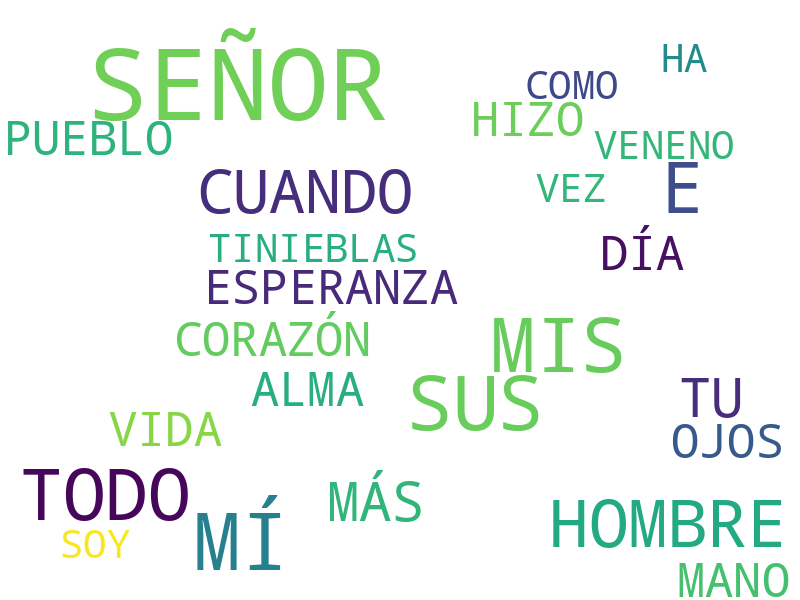 SEÑOR
HA
COMO
HIZO
PUEBLO
VENENO
CUANDO
VEZ
E
TINIEBLAS
DÍA
ESPERANZA
CORAZÓN
MIS
ALMA
SUS
TU
VIDA
OJOS
TODO
MÁS
HOMBRE
SOY
MÍ
MANO